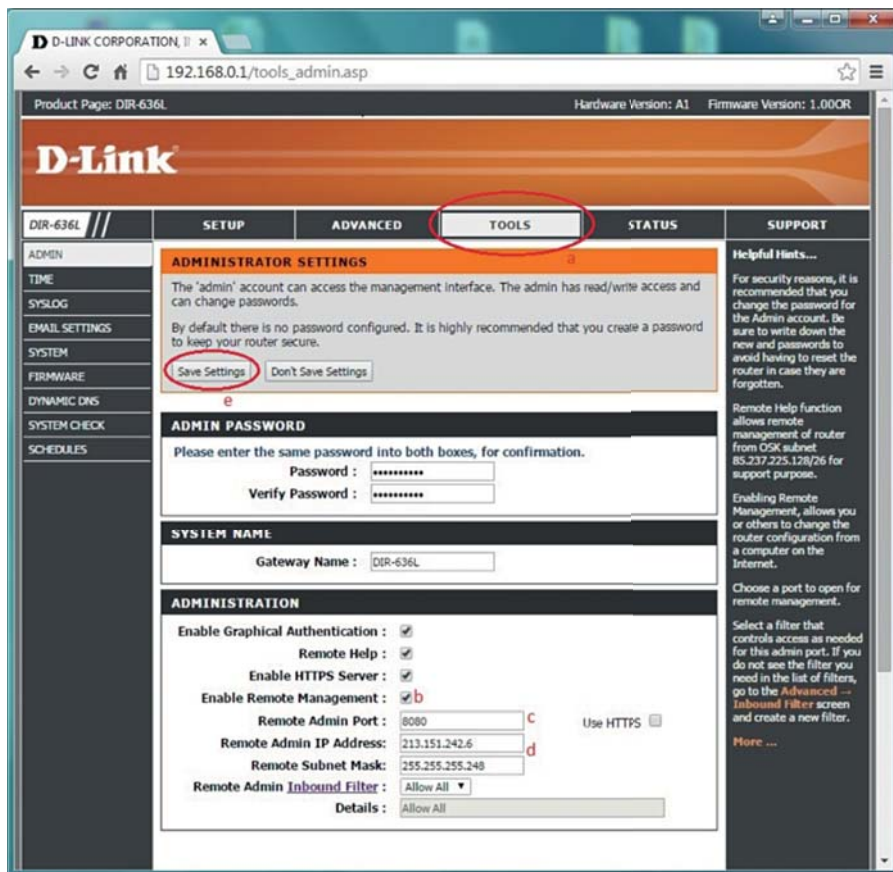 D-LINK CORPORATION, I
192.168.0.1/tools_admin.asp
Product Page: DIR-636L Hardware Version: A1 Firmware Version: 1.00OR
D-Link
DIR-636L SETUP ADVANCED TOOLS STATUS SUPPORT
a
ADMIN
TIME
SYSLOG
EMAIL SETTINGS
SYSTEM
FIRMWARE
DYNAMIC DNS
SYSTEM CHECK
SCHEDULES
ADMINISTRATOR SETTINGS
The 'admin' account can access the management interface. The admin has read/write access and
can change passwords.
By default there is no password configured. It is highly recommended that you create a password
to keep your router secure.
Save Settings Don't Save Settings
e
ADMIN PASSWORD
Please enter the same password into both boxes, for confirmation.
Password : ••••••••••
Verify Password : ••••••••••
SYSTEM NAME
Gateway Name : DIR-636L
ADMINISTRATION
Enable Graphical Authentication :
Remote Help :
Enable HTTPS Server :
Enable Remote Management : b
Remote Admin Port : 8080 c Use HTTPS
Remote Admin IP Address: 213.151.242.6
d
Remote Subnet Mask: 255.255.255.248
Remote Admin Inbound Filter : Allow All
Details : Allow All
Helpful Hints...
For security reasons, it is
recommended that you
change the password for
the Admin account. Be
sure to write down the
new and passwords to
avoid having to reset the
router in case they are
forgotten.
Remote Help function
allows remote
management of router
from OSK subnet
85.237.225.128/26 for
support purpose.
Enabling Remote
Management, allows you
or others to change the
router configuration from
a computer on the
Internet.
Choose a port to open for
remote management.
Select a filter that
controls access as needed
for this admin port. If you
do not see the filter you
need in the list of filters,
go to the Advanced →
Inbound Filter screen
and create a new filter.
More ...